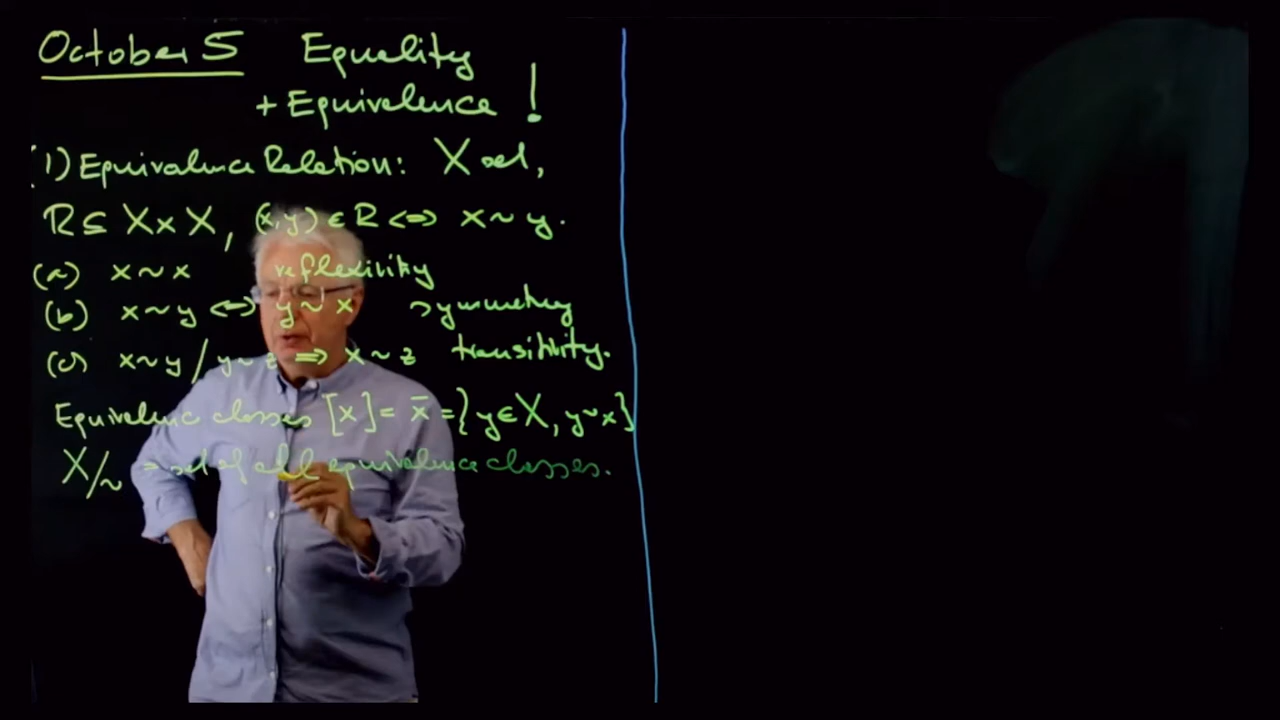 October 5 Equality
+ Equivalence !
(1) Equivalence Relation: X set,
R ⊆ X × X, (x,y) ∈ R ⇔ x ~ y.
(a) x ~ x reflexivity
(b) x ~ y ⇔ y ~ x symmetry
(c) x ~ y / y ~ z ⇒ x ~ z transitivity.
Equivalence classes [x] = x̄ = { y ∈ X, y ~ x }
X/~ = set of all equivalence classes.